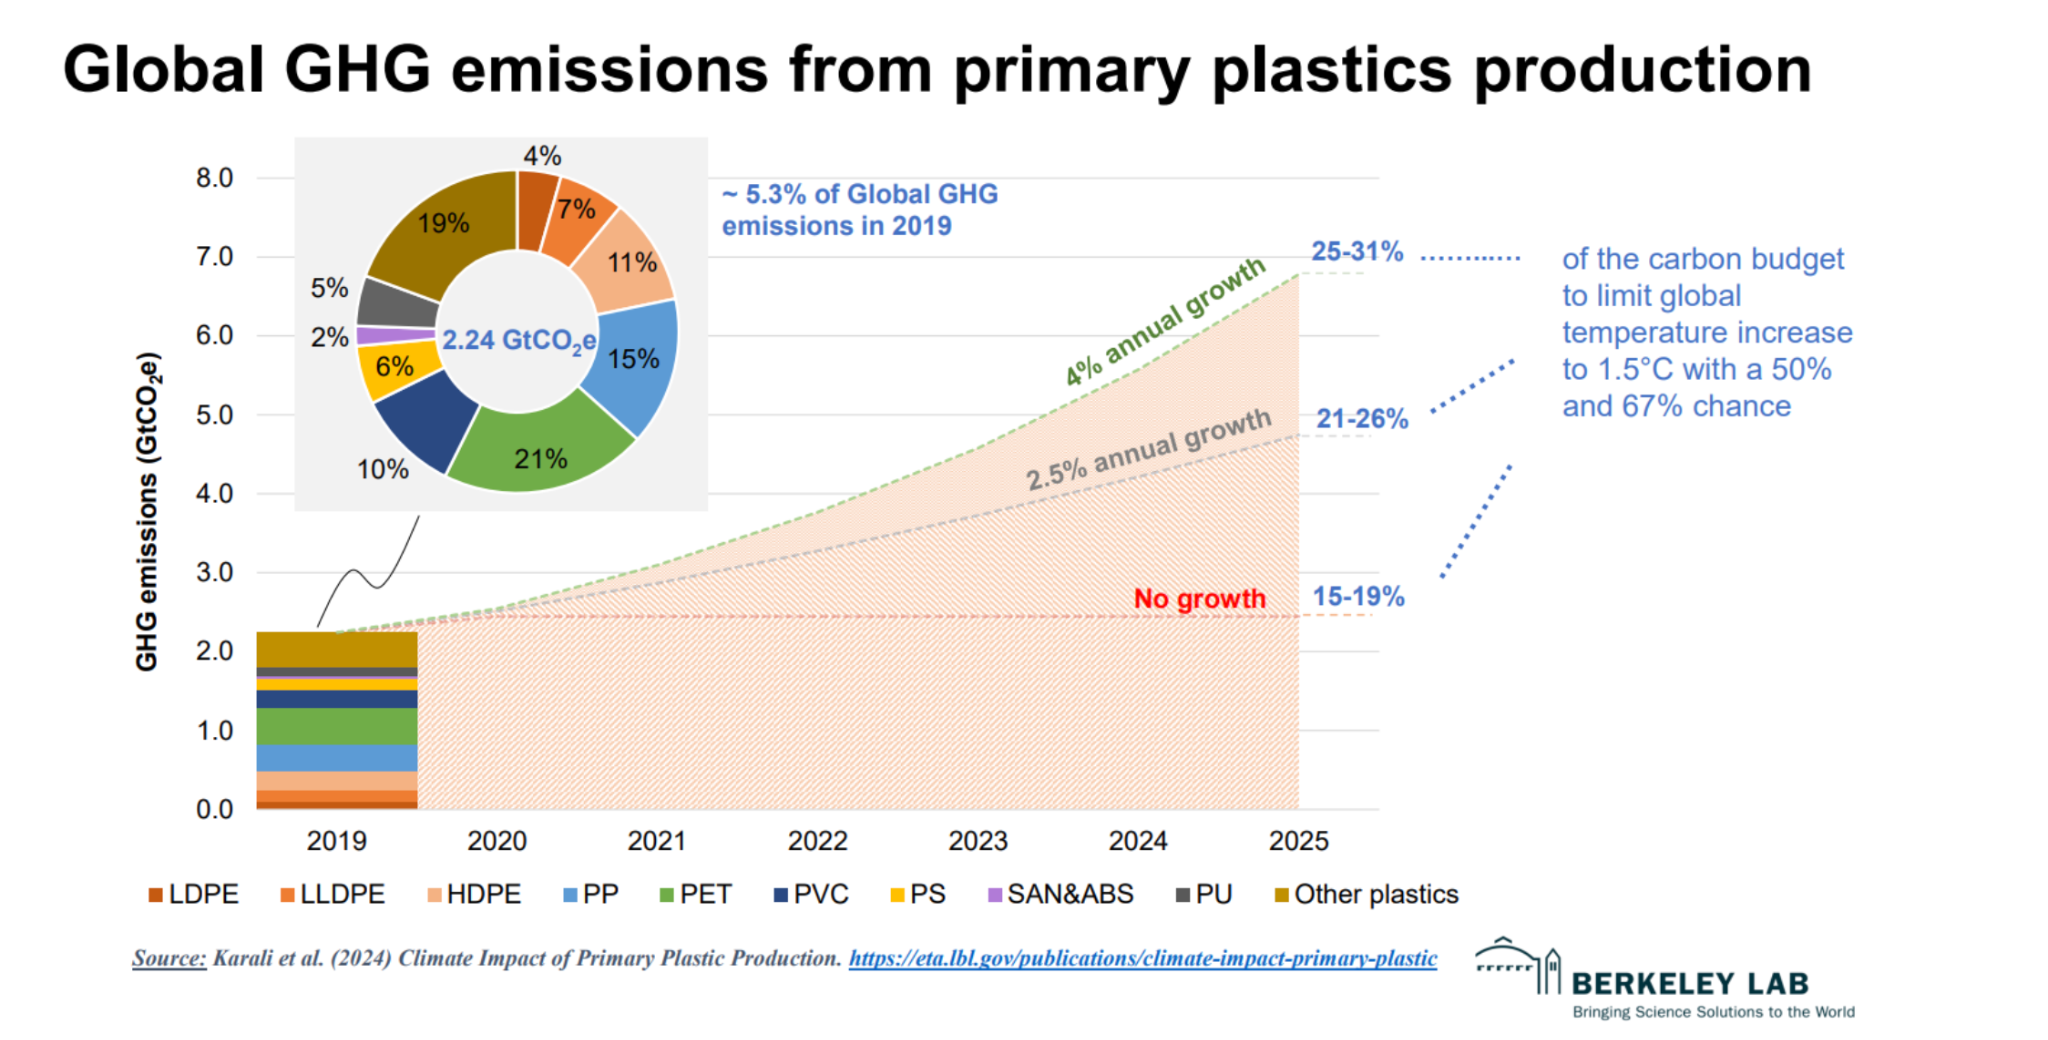 Global GHG emissions from primary plastics production
GHG emissions (GtCO2e)
8.0
7.0
6.0
5.0
4.0
3.0
2.0
1.0
0.0
4%
7%
11%
15%
21%
10%
6%
2%
5%
19%
2.24 GtCO2e
~ 5.3% of Global GHG
emissions in 2019
4% annual growth
2.5% annual growth
No growth
25-31%
21-26%
15-19%
of the carbon budget
to limit global
temperature increase
to 1.5°C with a 50%
and 67% chance
2019 2020 2021 2022 2023 2024 2025
LDPE LLDPE HDPE PP PET PVC PS SAN&ABS PU Other plastics
Source: Karali et al. (2024) Climate Impact of Primary Plastic Production. https://eta.lbl.gov/publications/climate-impact-primary-plastic
BERKELEY LAB
Bringing Science Solutions to the World